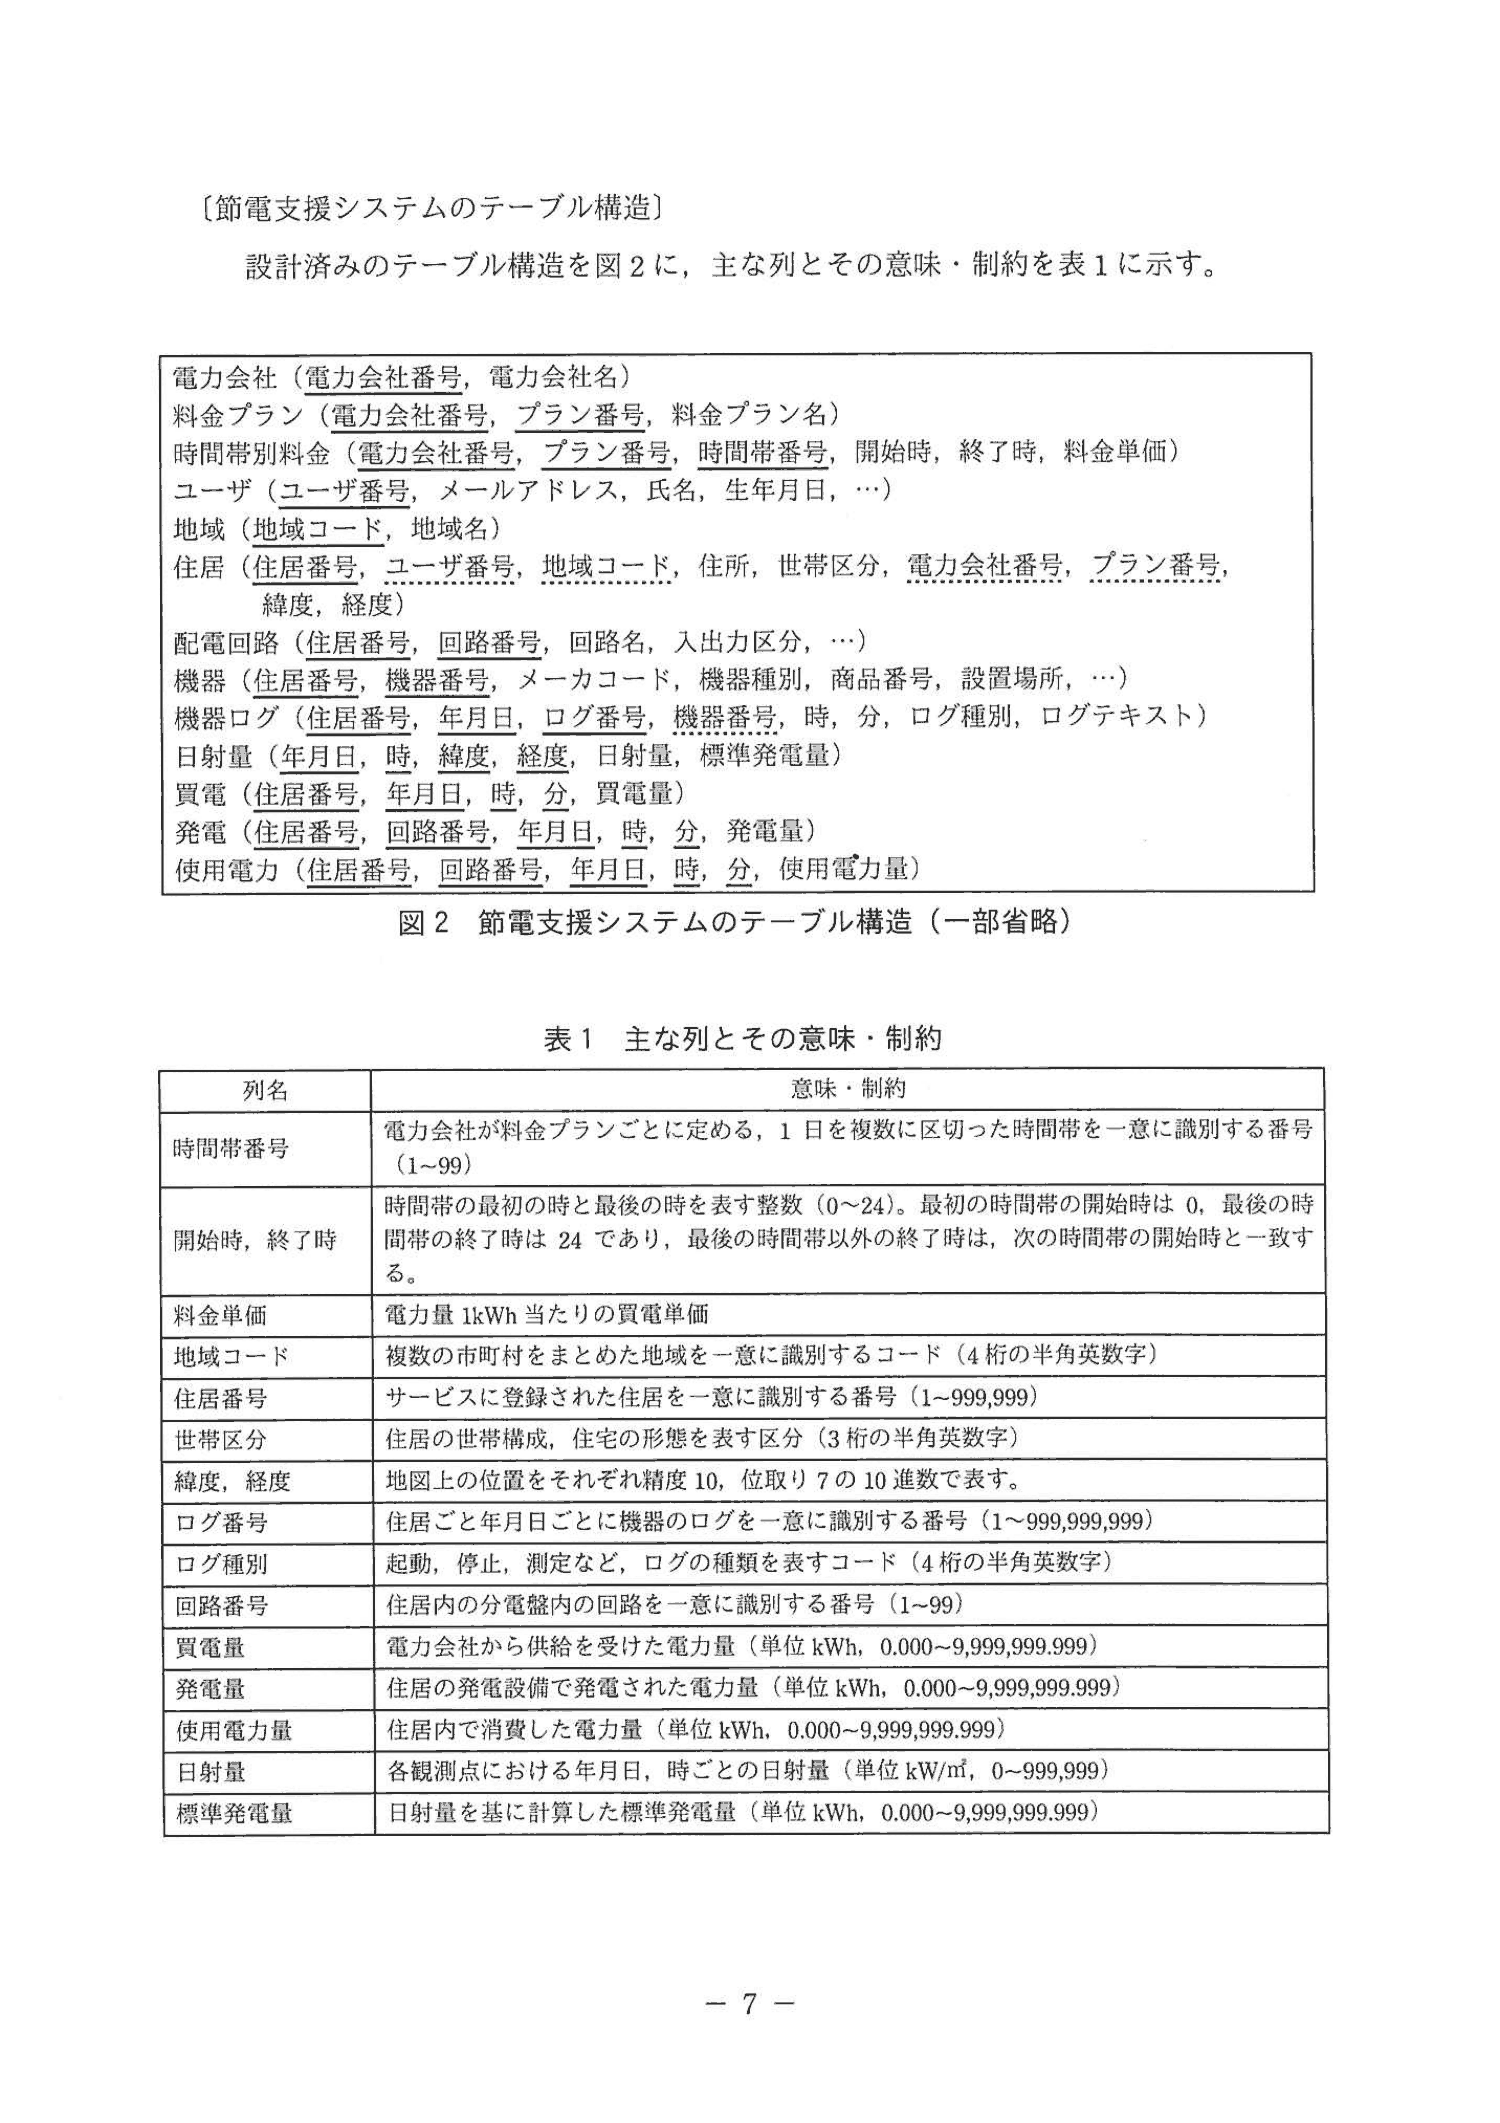 〔節電支援システムのテーブル構造〕
設計済みのテーブル構造を図2に，主な列とその意味・制約を表1に示す。
電力会社（電力会社番号，電力会社名）
料金プラン（電力会社番号，プラン番号，料金プラン名）
時間帯別料金（電力会社番号，プラン番号，時間帯番号，開始時，終了時，料金単価）
ユーザ（ユーザ番号，メールアドレス，氏名，生年月日，…）
地域（地域コード，地域名）
住居（住居番号，ユーザ番号，地域コード，住所，世帯区分，電力会社番号，プラン番号，
緯度，経度）
配電回路（住居番号，回路番号，回路名，入出力区分，…）
機器（住居番号，機器番号，メーカコード，機器種別，商品番号，設置場所，…）
機器ログ（住居番号，年月日，ログ番号，機器番号，時，分，ログ種別，ログテキスト）
日射量（年月日，時，緯度，経度，日射量，標準発電量）
買電（住居番号，年月日，時，分，買電量）
発電（住居番号，回路番号，年月日，時，分，発電量）
使用電力（住居番号，回路番号，年月日，時，分，使用電力量）
図2　節電支援システムのテーブル構造（一部省略）
表1　主な列とその意味・制約
列名　意味・制約
時間帯番号　電力会社が料金プランごとに定める，1日を複数に区切った時間帯を一意に識別する番号
（1~99）
開始時，終了時　時間帯の最初の時と最後の時を表す整数（0～24）。最初の時間帯の開始時は 0，最後の時
間帯の終了時は 24 であり，最後の時間帯以外の終了時は，次の時間帯の開始時と一致す
る。
料金単価　電力量 1kWh 当たりの買電単価
地域コード　複数の市町村をまとめた地域を一意に識別するコード（4桁の半角英数字）
住居番号　サービスに登録された住居を一意に識別する番号（1~999,999）
世帯区分　住居の世帯構成，住宅の形態を表す区分（3桁の半角英数字）
緯度，経度　地図上の位置をそれぞれ精度 10，位取り 7 の 10 進数で表す。
ログ番号　住居ごと年月日ごとに機器のログを一意に識別する番号（1～999,999,999）
ログ種別　起動，停止，測定など，ログの種類を表すコード（4桁の半角英数字）
回路番号　住居内の分電盤内の回路を一意に識別する番号（1~99）
買電量　電力会社から供給を受けた電力量（単位 kWh，0.000~9,999,999.999）
発電量　住居の発電設備で発電された電力量（単位 kWh，0.000~9,999,999.999）
使用電力量　住居内で消費した電力量（単位 kWh，0.000~9,999,999.999）
日射量　各観測点における年月日，時ごとの日射量（単位 kW/㎡，0~999,999）
標準発電量　日射量を基に計算した標準発電量（単位 kWh，0.000~9,999,999.999）
－ 7 －